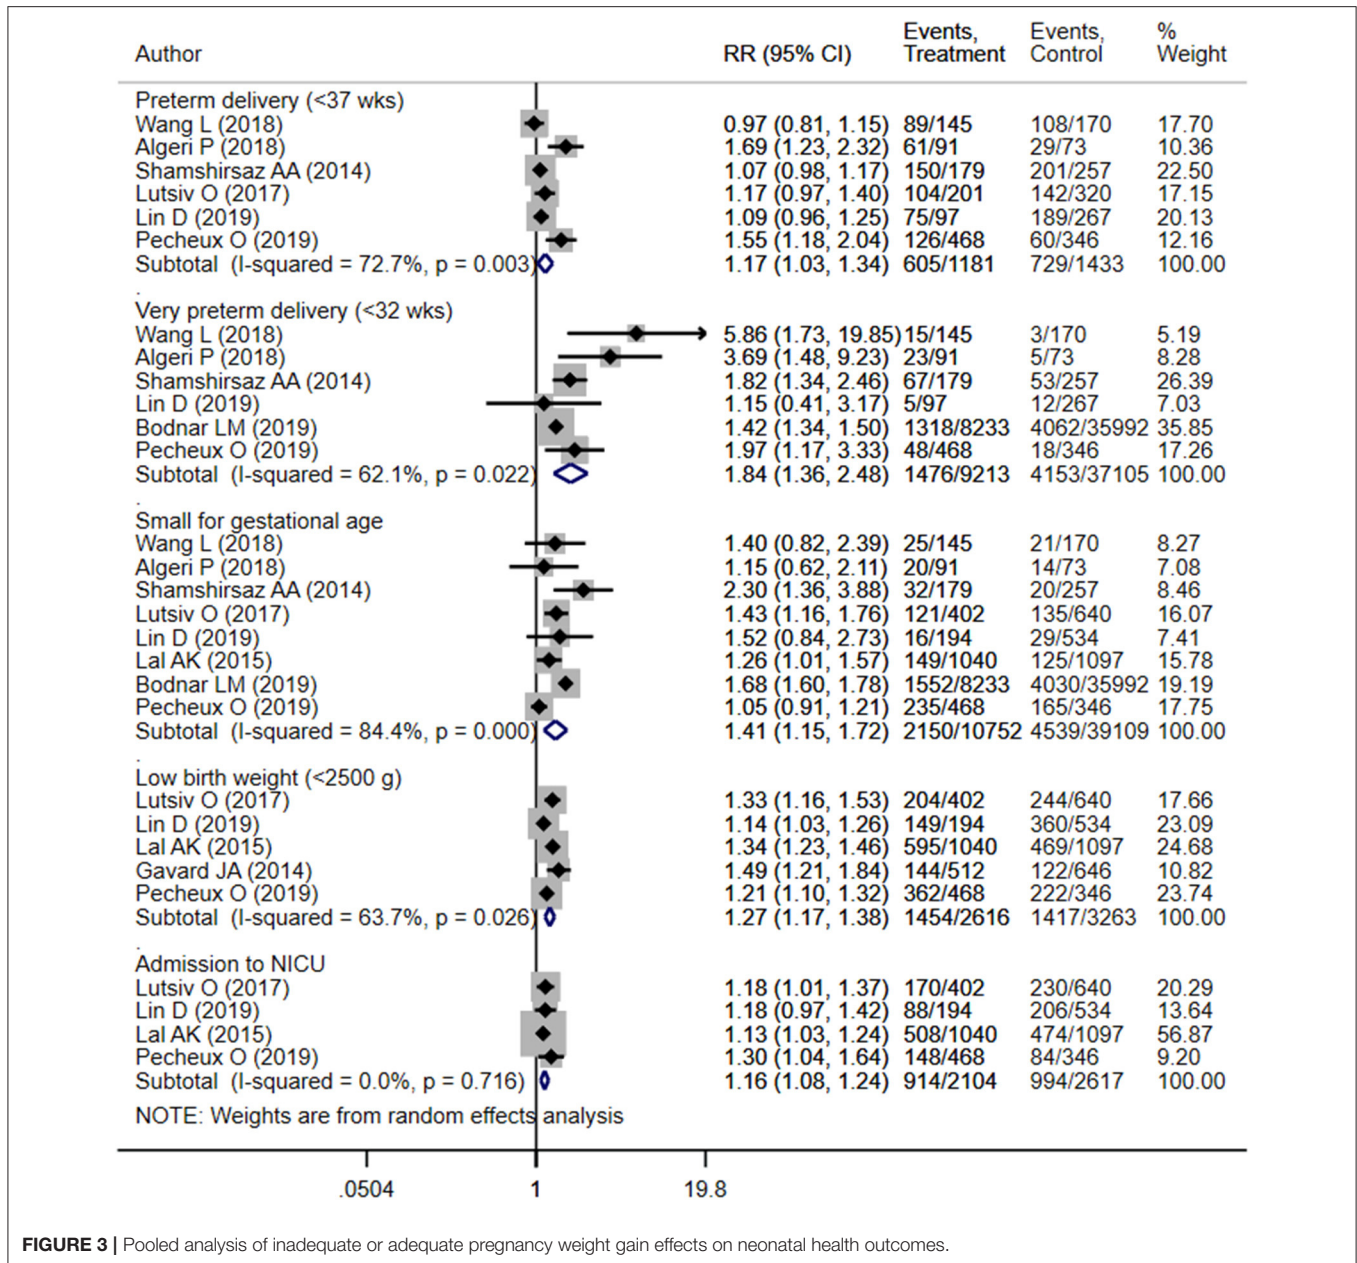 Author RR (95% CI) Events, Treatment Events, Control % Weight
Preterm delivery (<37 wks)
Wang L (2018) 0.97 (0.81, 1.15) 89/145 108/170 17.70
Algeri P (2018) 1.69 (1.23, 2.32) 61/91 29/73 10.36
Shamshirsaz AA (2014) 1.07 (0.98, 1.17) 150/179 201/257 22.50
Lutsiv O (2017) 1.17 (0.97, 1.40) 104/201 142/320 17.15
Lin D (2019) 1.09 (0.96, 1.25) 75/97 189/267 20.13
Pecheux O (2019) 1.55 (1.18, 2.04) 126/468 60/346 12.16
Subtotal (I-squared = 72.7%, p = 0.003) 1.17 (1.03, 1.34) 605/1181 729/1433 100.00
.
Very preterm delivery (<32 wks)
Wang L (2018) 5.86 (1.73, 19.85) 15/145 3/170 5.19
Algeri P (2018) 3.69 (1.48, 9.23) 23/91 5/73 8.28
Shamshirsaz AA (2014) 1.82 (1.34, 2.46) 67/179 53/257 26.39
Lin D (2019) 1.15 (0.41, 3.17) 5/97 12/267 7.03
Bodnar LM (2019) 1.42 (1.34, 1.50) 1318/8233 4062/35992 35.85
Pecheux O (2019) 1.97 (1.17, 3.33) 48/468 18/346 17.26
Subtotal (I-squared = 62.1%, p = 0.022) 1.84 (1.36, 2.48) 1476/9213 4153/37105 100.00
.
Small for gestational age
Wang L (2018) 1.40 (0.82, 2.39) 25/145 21/170 8.27
Algeri P (2018) 1.15 (0.62, 2.11) 20/91 14/73 7.08
Shamshirsaz AA (2014) 2.30 (1.36, 3.88) 32/179 20/257 8.46
Lutsiv O (2017) 1.43 (1.16, 1.76) 121/402 135/640 16.07
Lin D (2019) 1.52 (0.84, 2.73) 16/194 29/534 7.41
Lal AK (2015) 1.26 (1.01, 1.57) 149/1040 125/1097 15.78
Bodnar LM (2019) 1.68 (1.60, 1.78) 1552/8233 4030/35992 19.19
Pecheux O (2019) 1.05 (0.91, 1.21) 235/468 165/346 17.75
Subtotal (I-squared = 84.4%, p = 0.000) 1.41 (1.15, 1.72) 2150/10752 4539/39109 100.00
.
Low birth weight (<2500 g)
Lutsiv O (2017) 1.33 (1.16, 1.53) 204/402 244/640 17.66
Lin D (2019) 1.14 (1.03, 1.26) 149/194 360/534 23.09
Lal AK (2015) 1.34 (1.23, 1.46) 595/1040 469/1097 24.68
Gavard JA (2014) 1.49 (1.21, 1.84) 144/512 122/646 10.82
Pecheux O (2019) 1.21 (1.10, 1.32) 362/468 222/346 23.74
Subtotal (I-squared = 63.7%, p = 0.026) 1.27 (1.17, 1.38) 1454/2616 1417/3263 100.00
.
Admission to NICU
Lutsiv O (2017) 1.18 (1.01, 1.37) 170/402 230/640 20.29
Lin D (2019) 1.18 (0.97, 1.42) 88/194 206/534 13.64
Lal AK (2015) 1.13 (1.03, 1.24) 508/1040 474/1097 56.87
Pecheux O (2019) 1.30 (1.04, 1.64) 148/468 84/346 9.20
Subtotal (I-squared = 0.0%, p = 0.716) 1.16 (1.08, 1.24) 914/2104 994/2617 100.00
NOTE: Weights are from random effects analysis
.0504 1 19.8
FIGURE 3 | Pooled analysis of inadequate or adequate pregnancy weight gain effects on neonatal health outcomes.